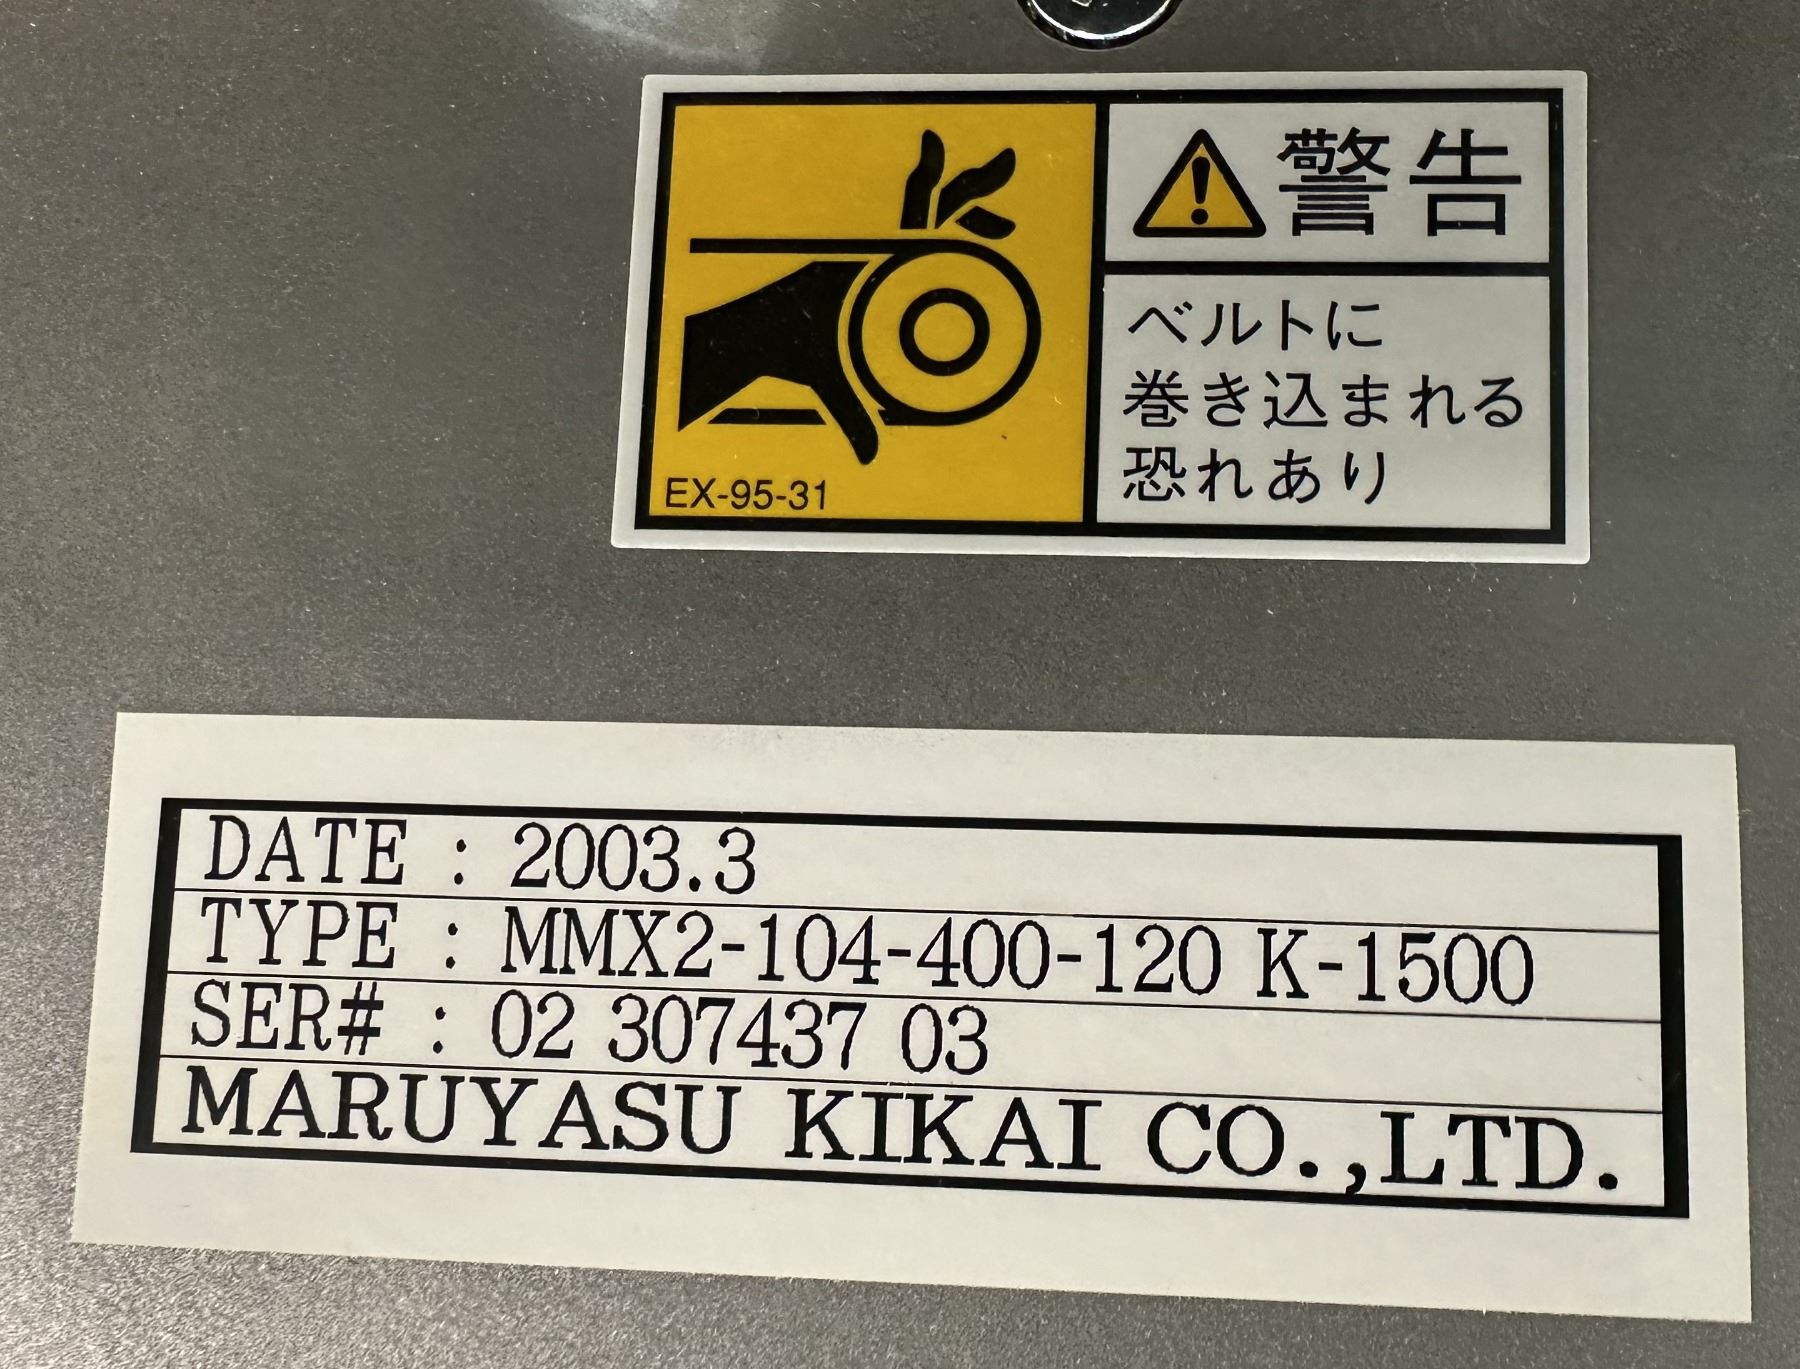 警告
ベルトに
巻き込まれる
恐れあり
EX-95-31
DATE : 2003.3
TYPE : MMX2-104-400-120 K-1500
SER# : 02 307437 03
MARUYASU KIKAI CO.,LTD.